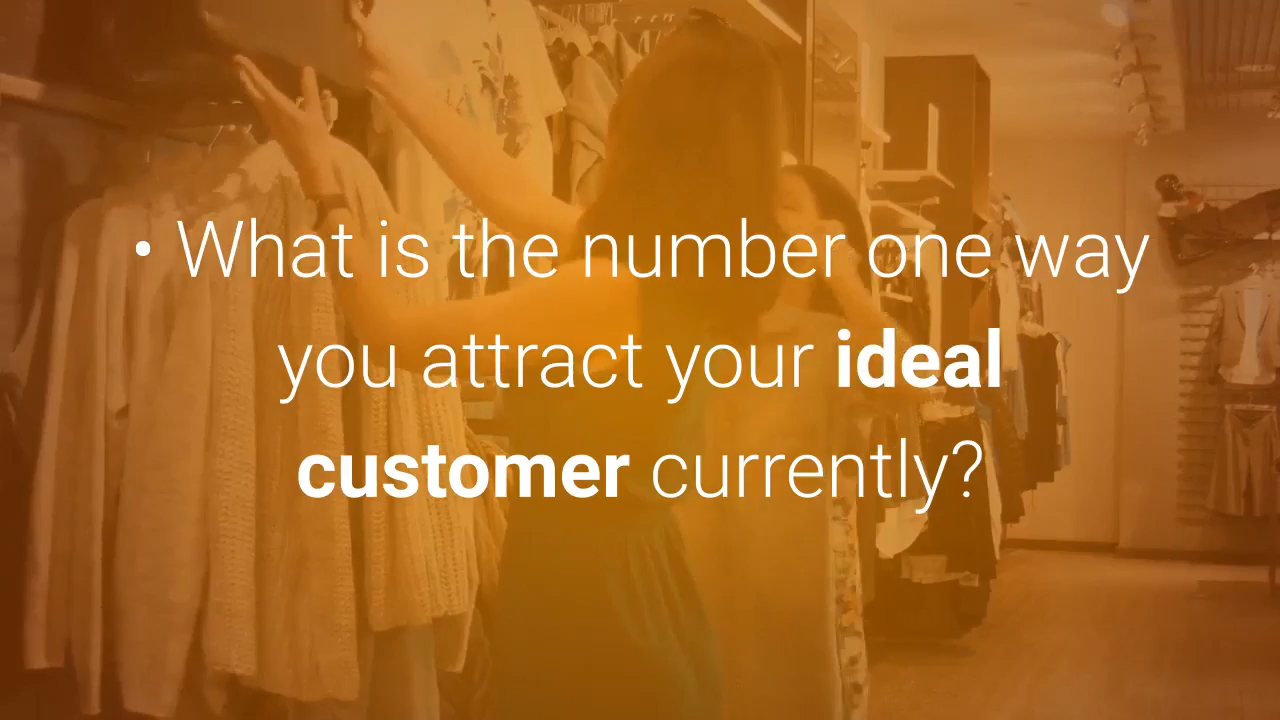 • What is the number one way
you attract your ideal
customer currently?